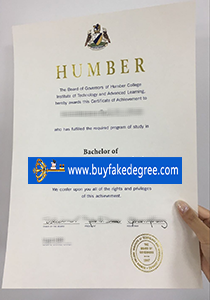 HUMBER
The Board of Governors of Humber College
Institute of Technology and Advanced Learning,
hereby awards this Certificate of Achievement to
who has fulfilled the required program of study in
Bachelor of
www.buyfakedegree.com
We confer upon you all of the rights and privileges
of this achievement.